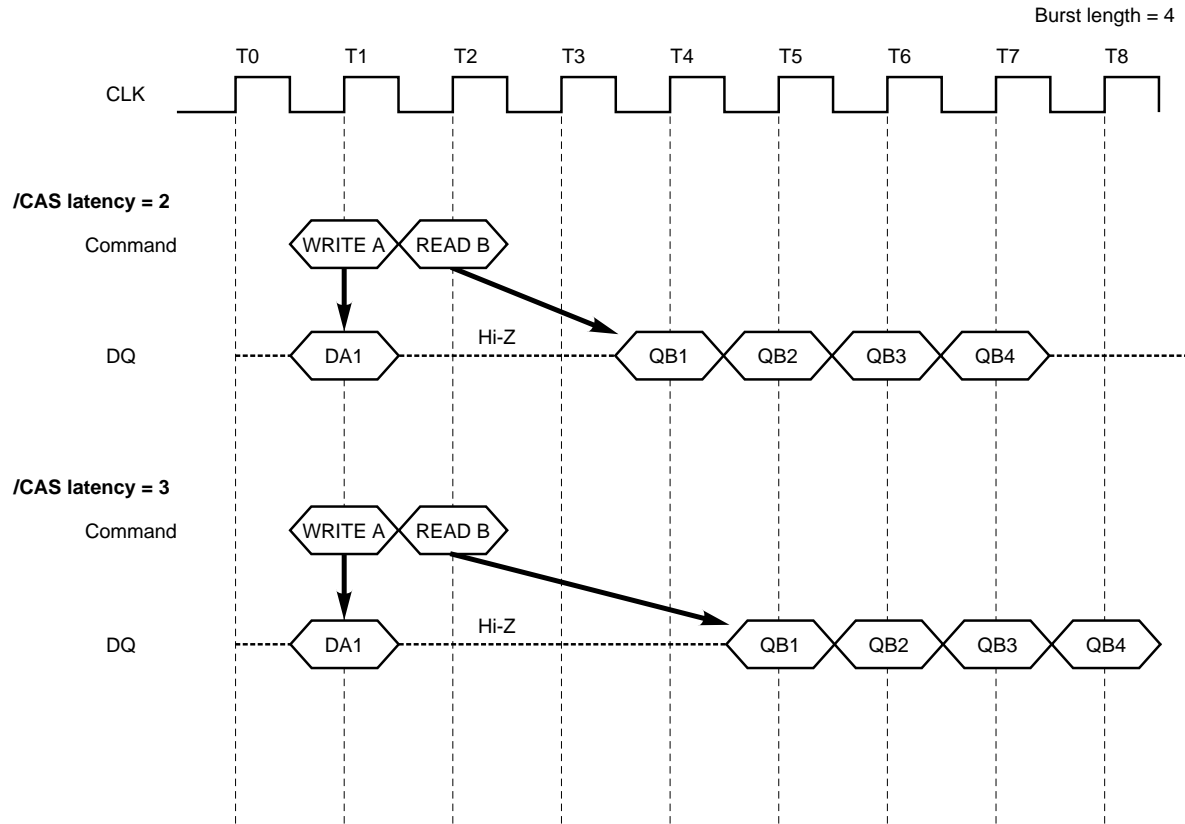 Burst length = 4
T0 T1 T2 T3 T4 T5 T6 T7 T8
CLK
/CAS latency = 2
Command WRITE A READ B
Hi-Z
DQ DA1 QB1 QB2 QB3 QB4
/CAS latency = 3
Command WRITE A READ B
Hi-Z
DQ DA1 QB1 QB2 QB3 QB4